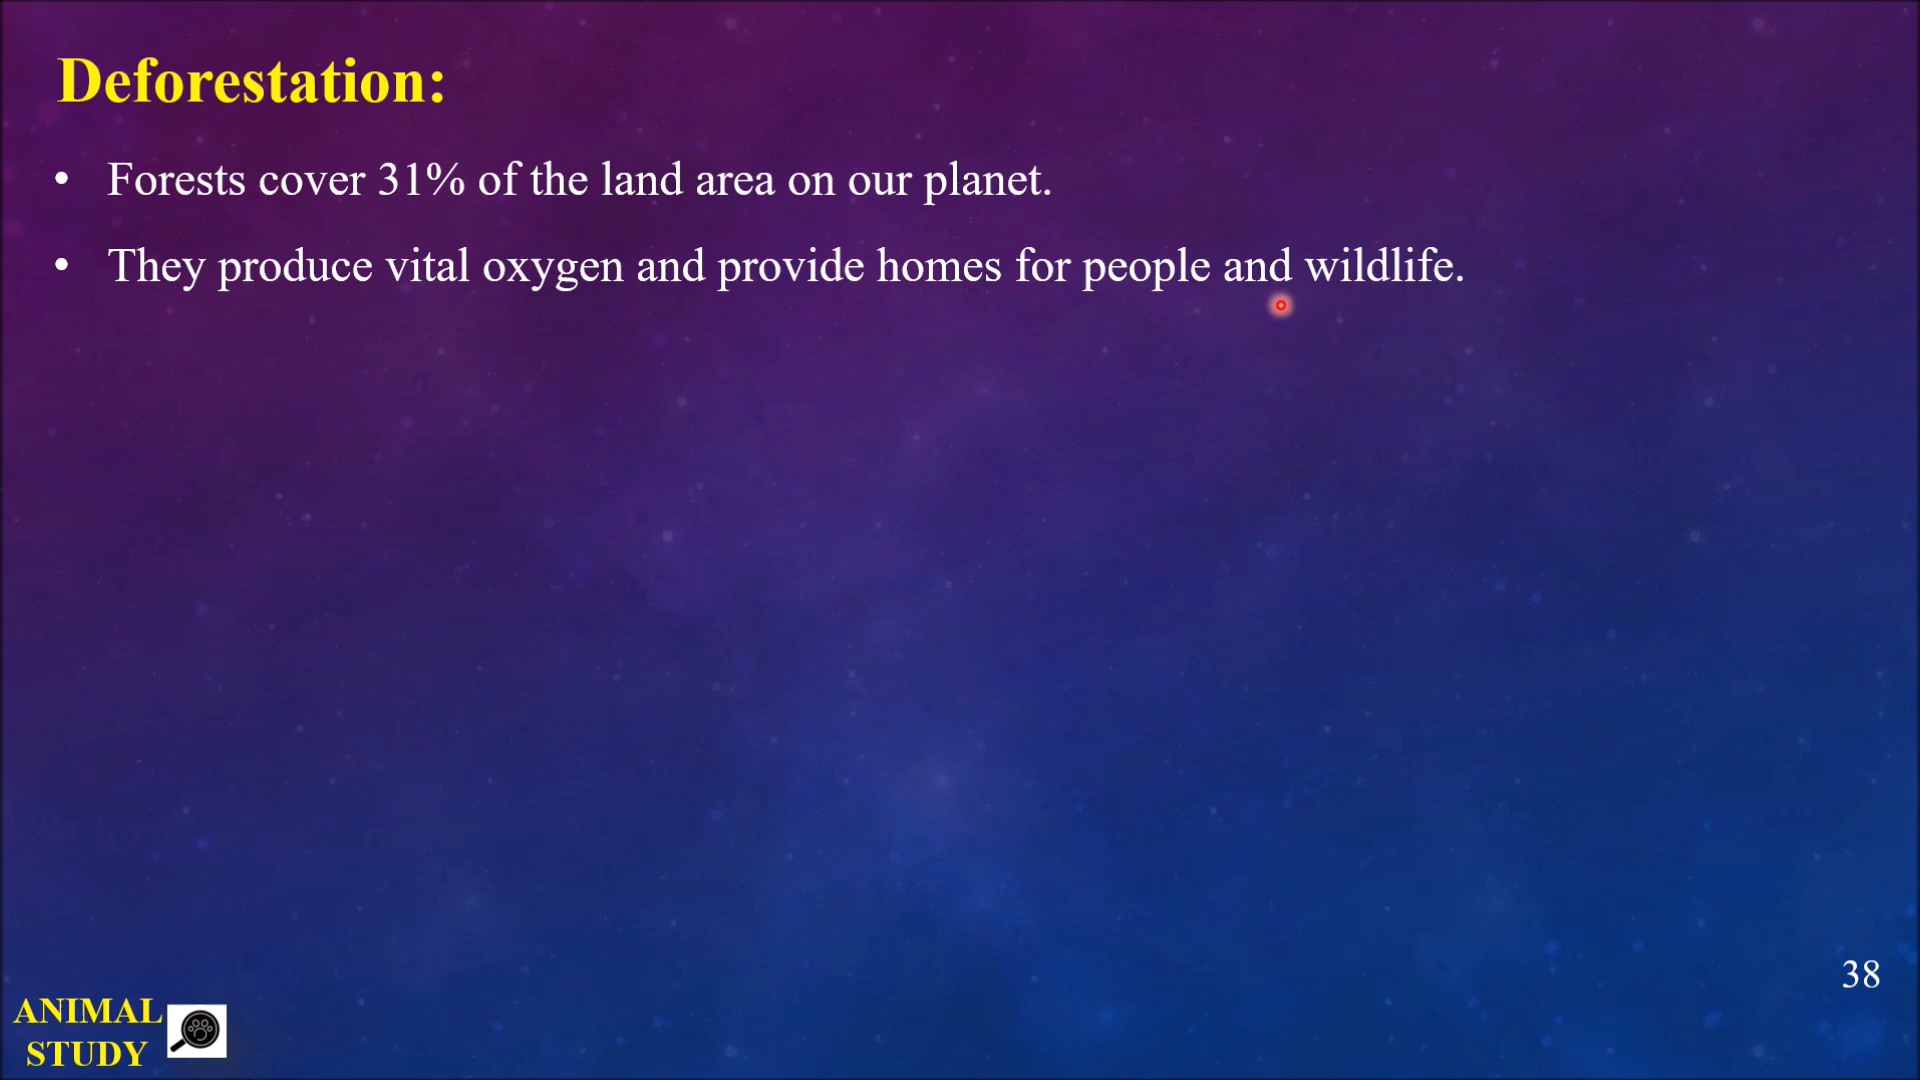 Deforestation:
• Forests cover 31% of the land area on our planet.
• They produce vital oxygen and provide homes for people and wildlife.
38
ANIMAL
STUDY